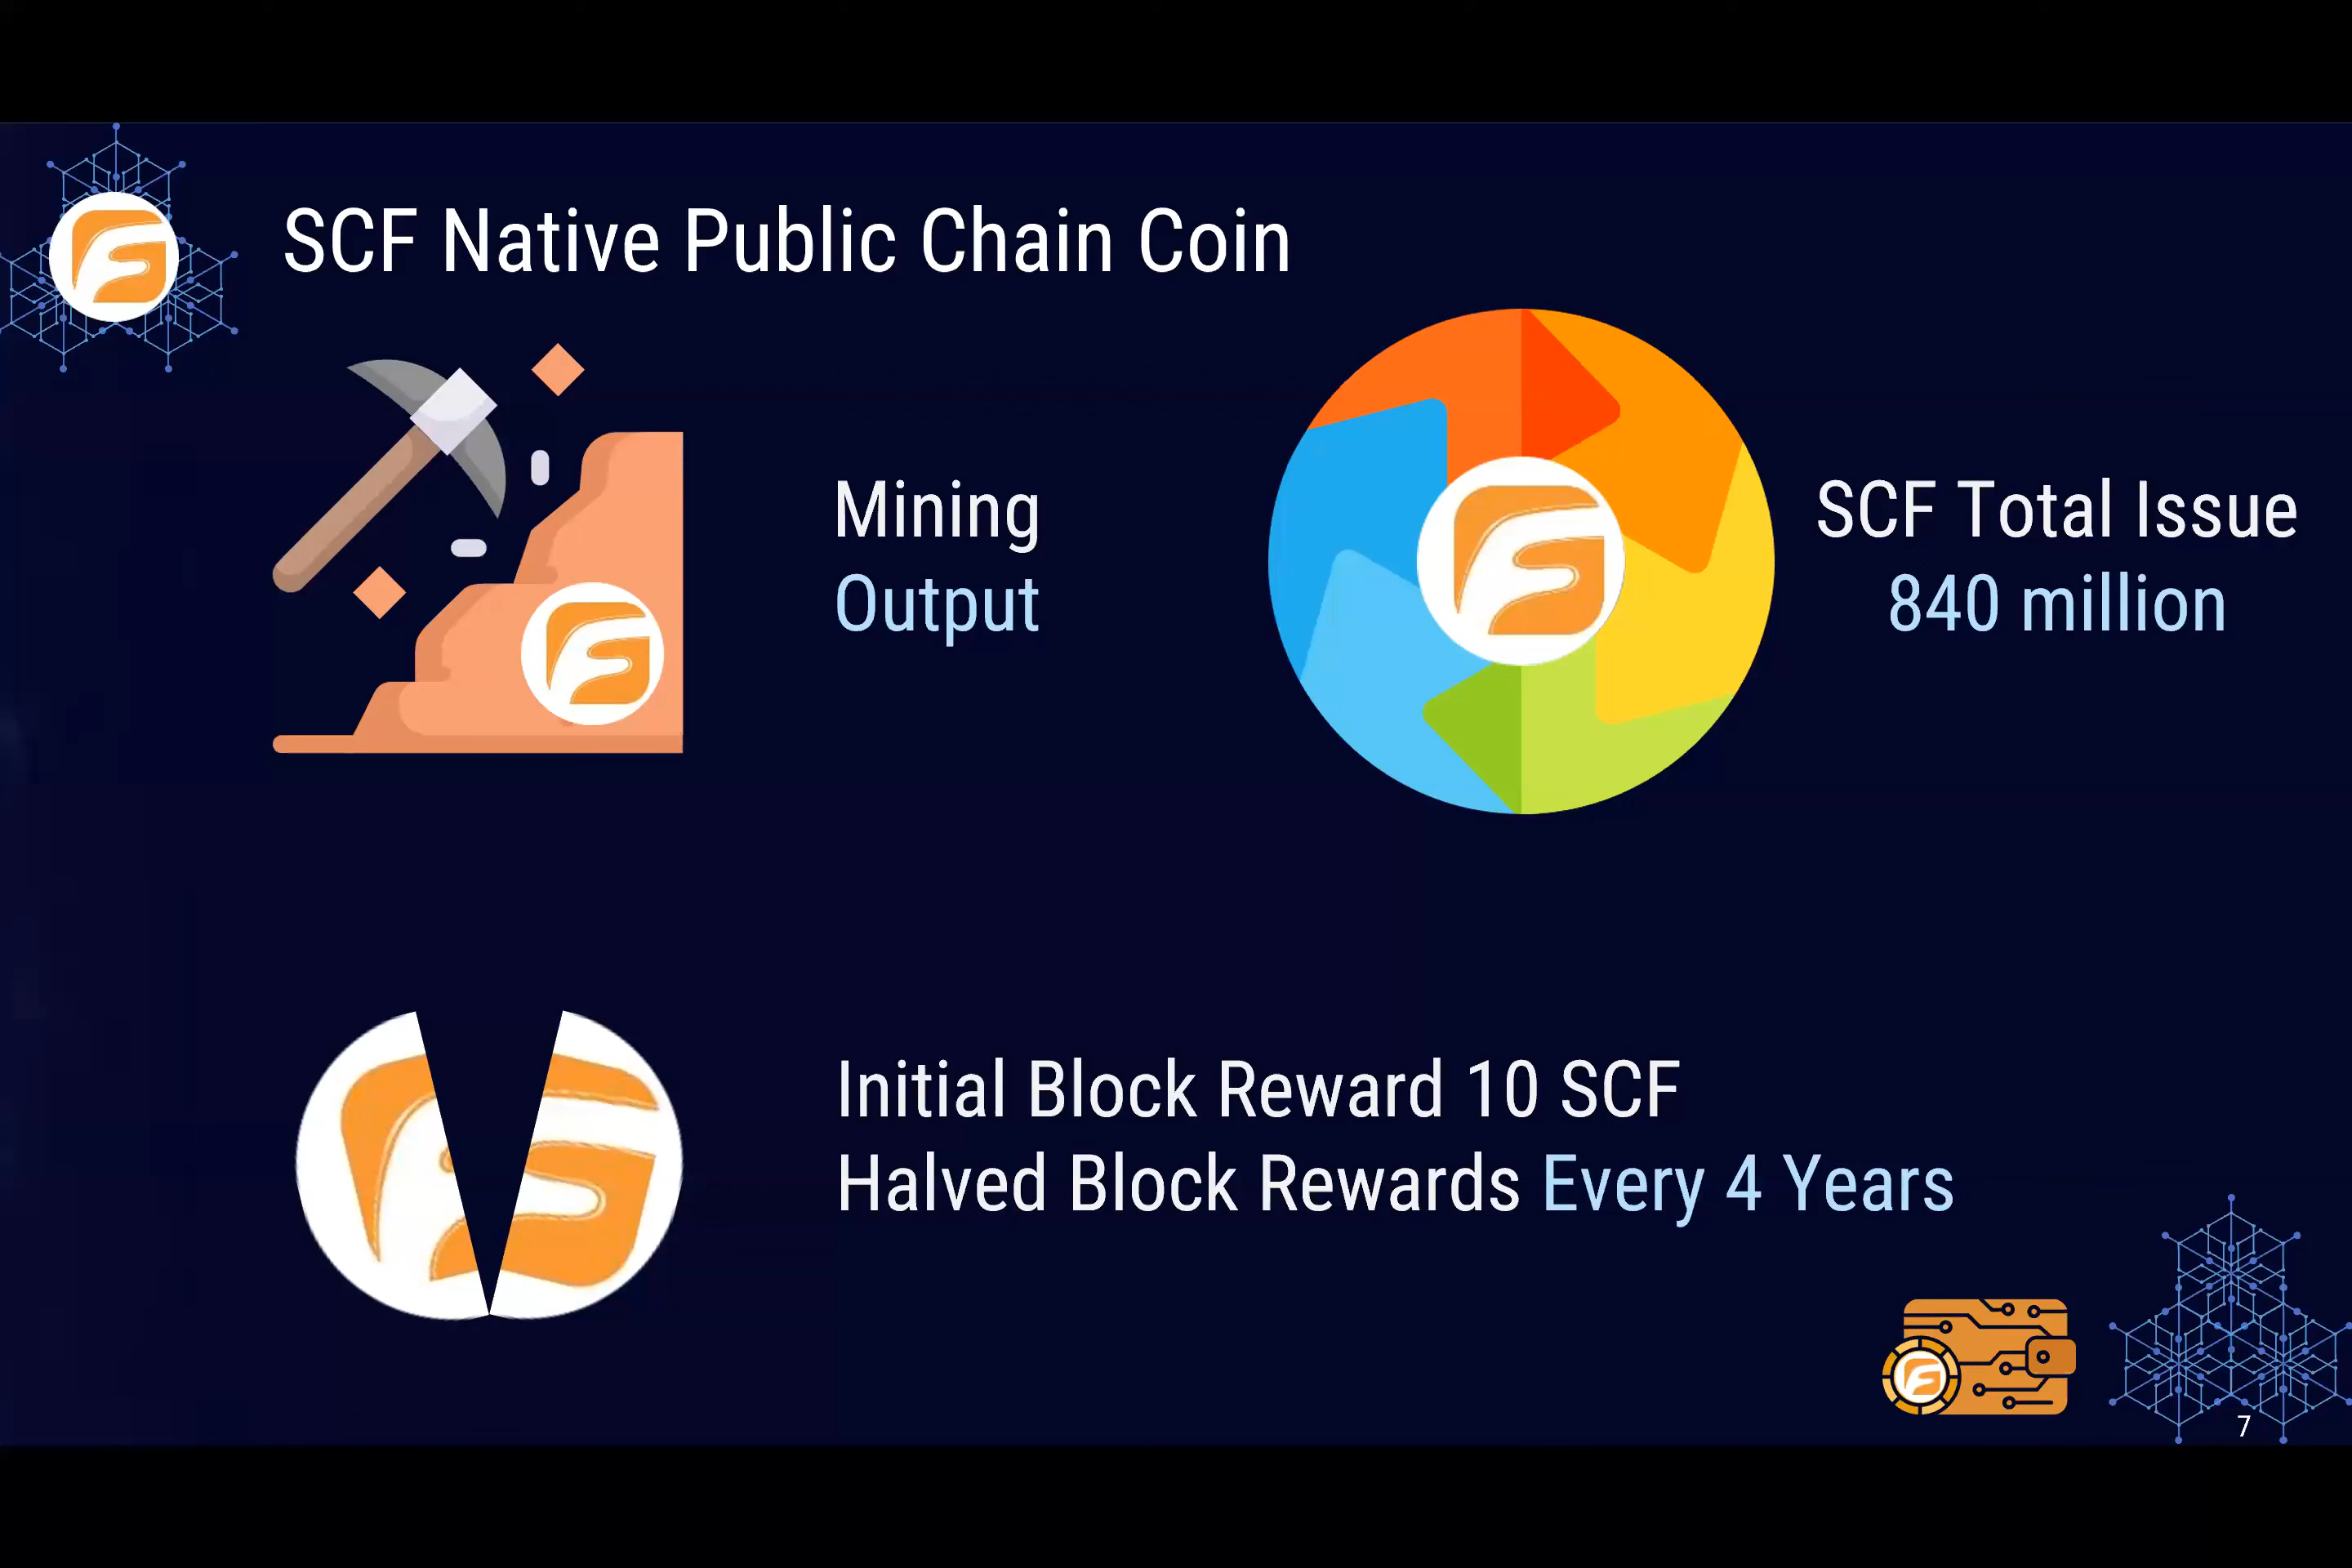 SCF Native Public Chain Coin
Mining
Output
SCF Total Issue
840 million
Initial Block Reward 10 SCF
Halved Block Rewards Every 4 Years
7